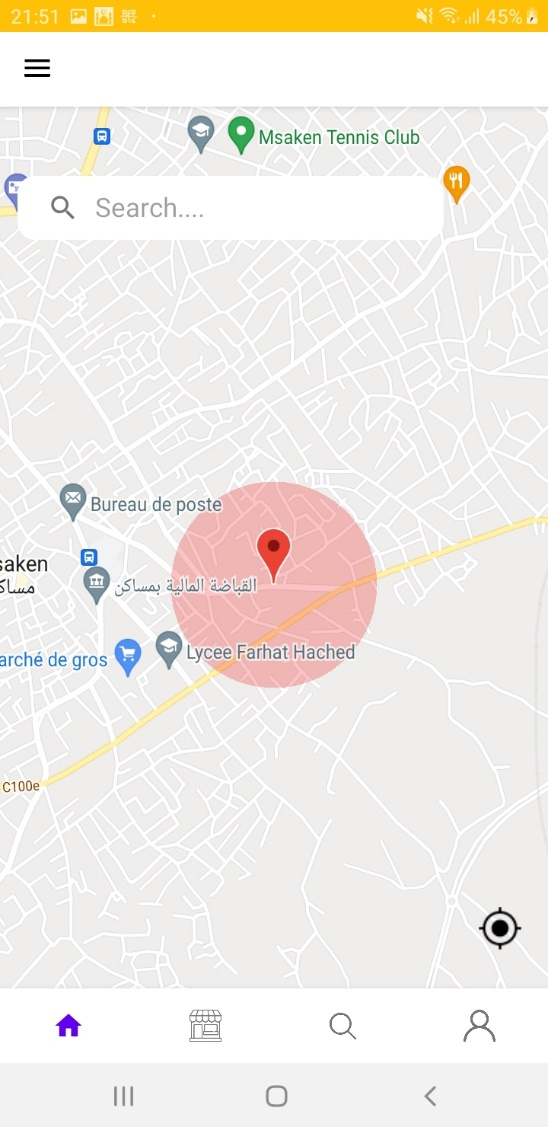 21:51
45%
Msaken Tennis Club
Search....
Bureau de poste
saken
مساك
القباضة المالية بمساكن
Lycee Farhat Hached
arché de gros
C100e